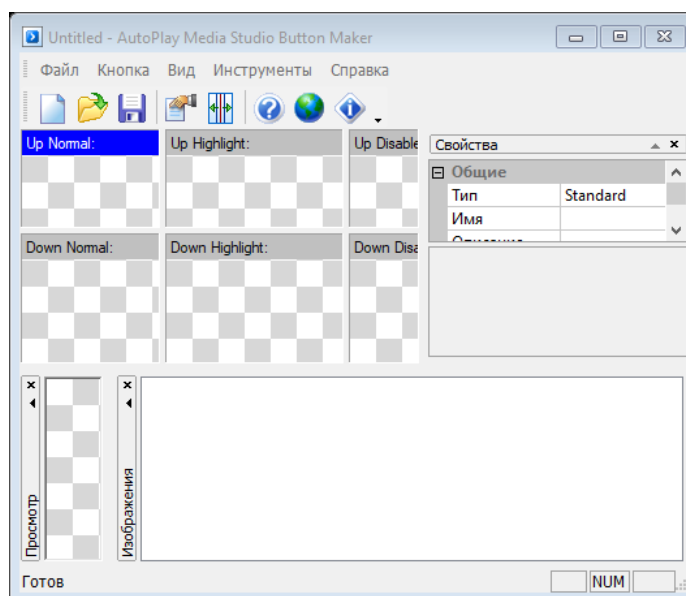 Untitled - AutoPlay Media Studio Button Maker
Файл Кнопка Вид Инструменты Справка
Up Normal: Up Highlight: Up Disable
Свойства
Общие
Тип Standard
Имя
Описание
Down Normal: Down Highlight: Down Disa
Просмотр
Изображения
Готов NUM